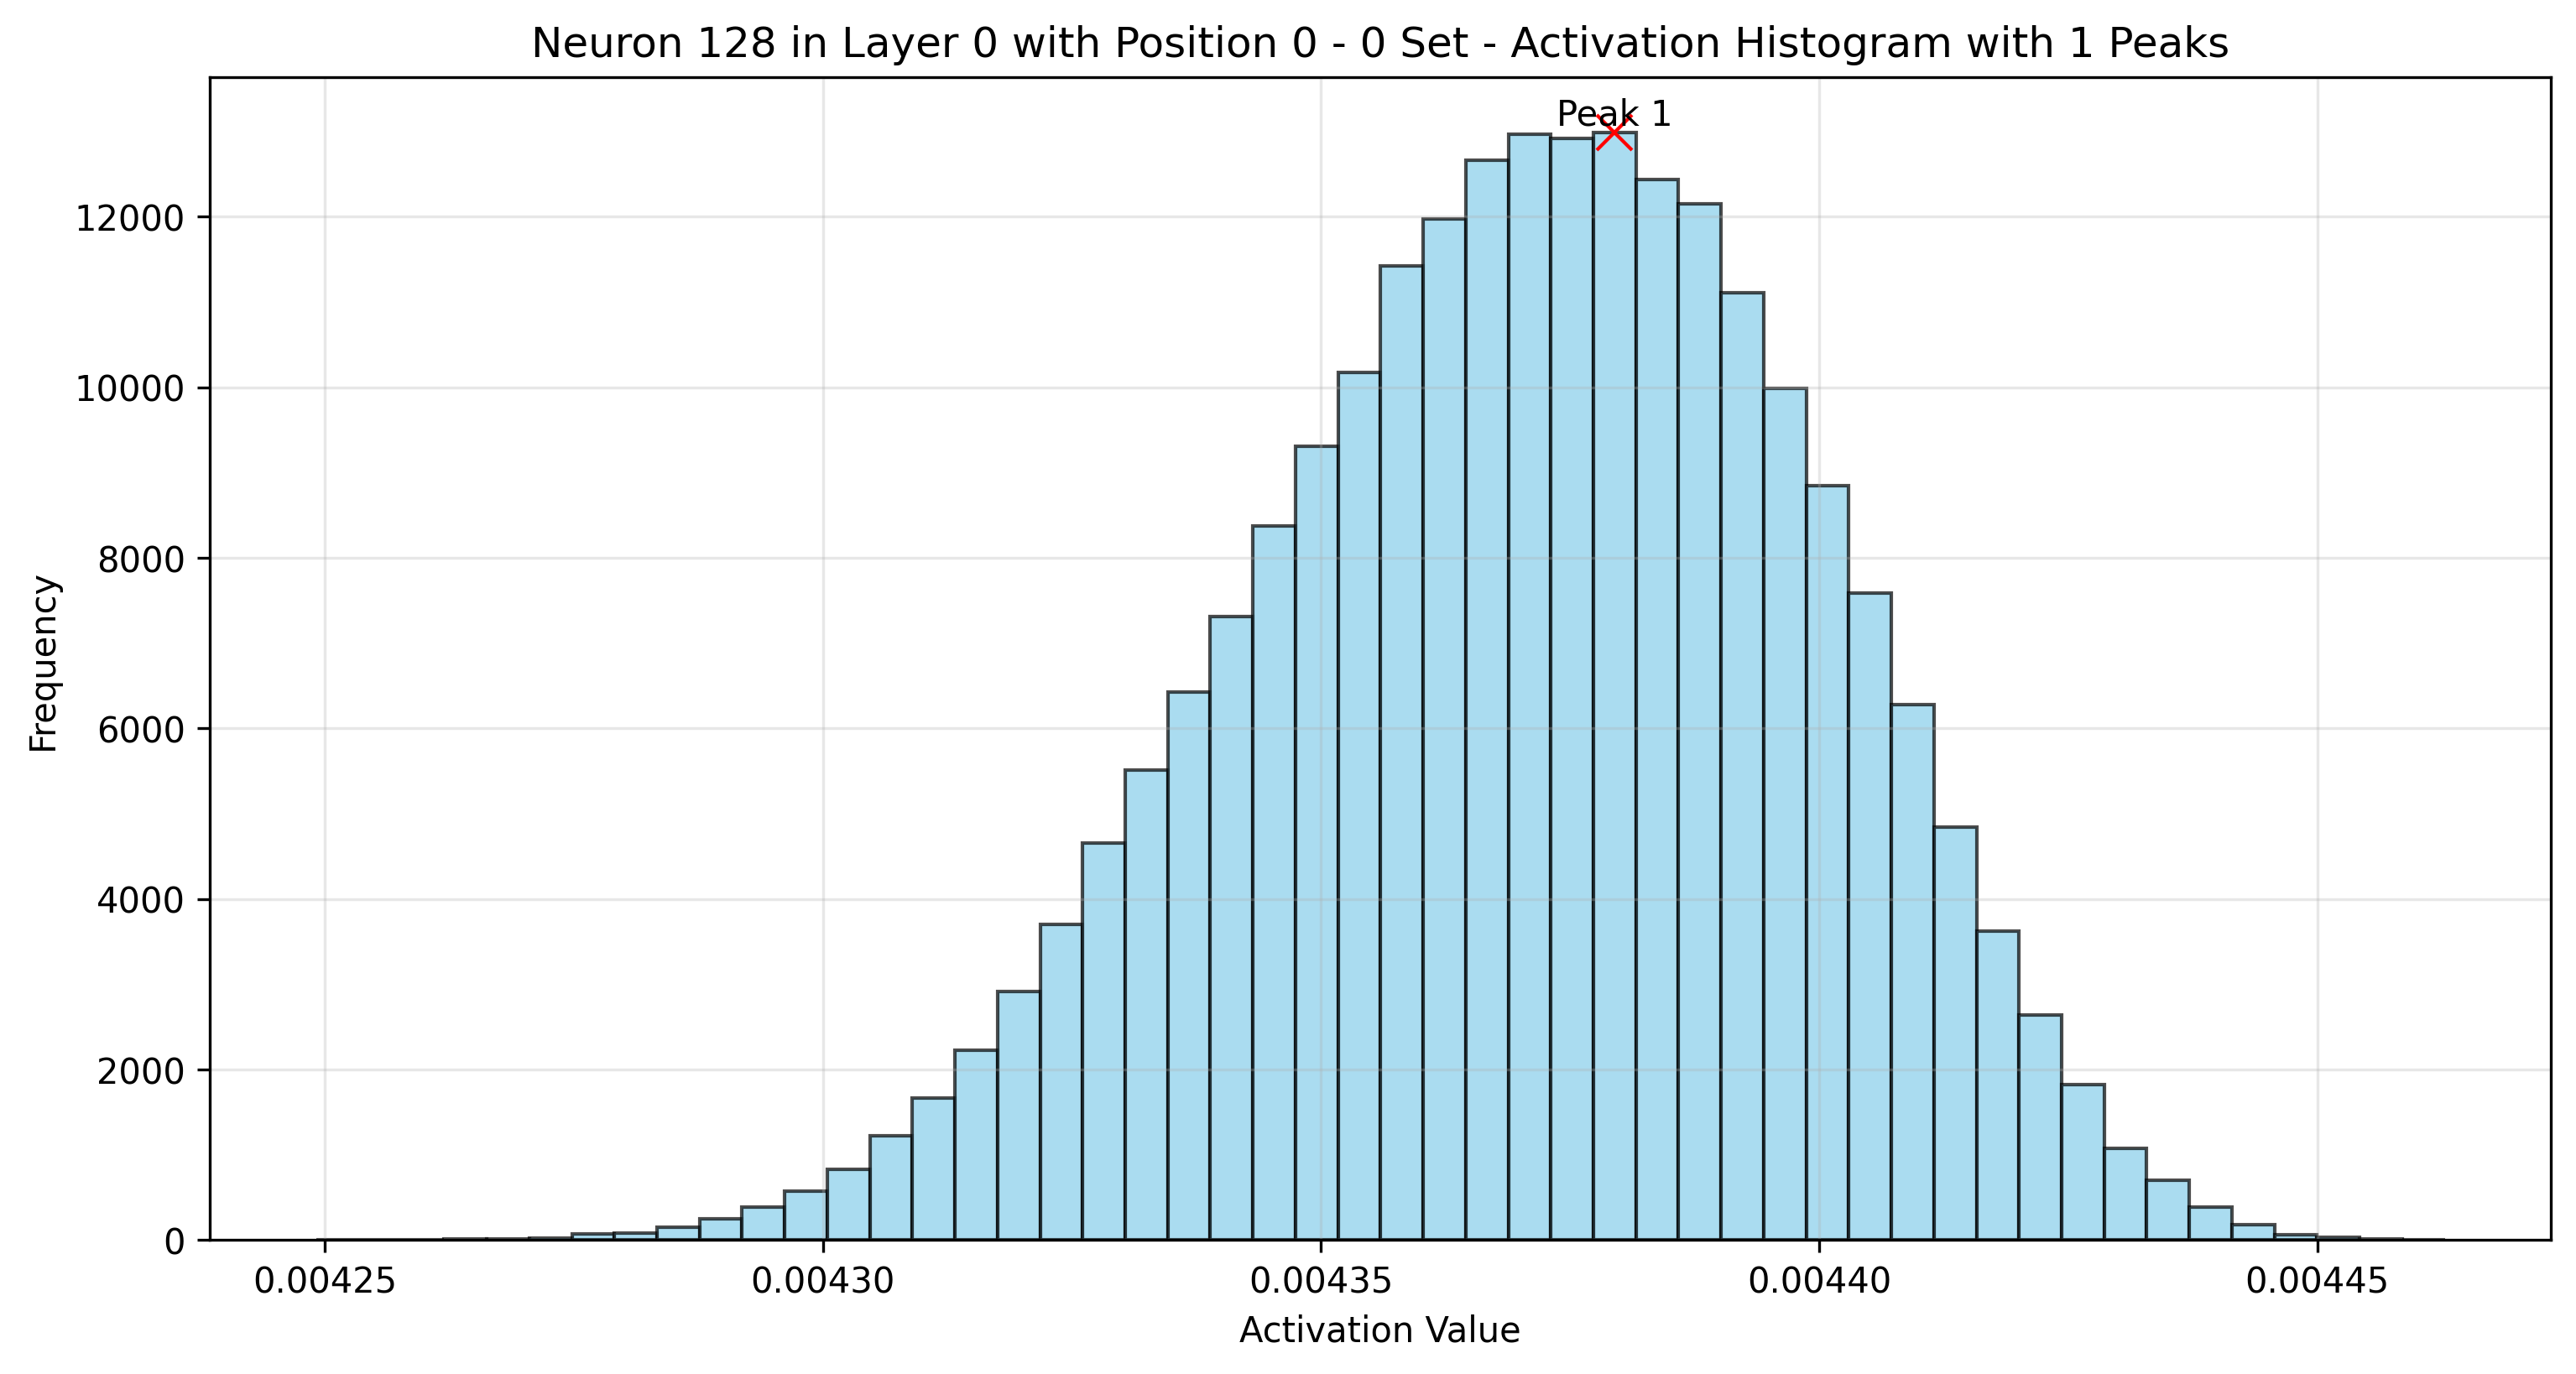 Neuron 128 in Layer 0 with Position 0 - 0 Set - Activation Histogram with 1 Peaks
Peak 1
12000
10000
8000
6000
4000
2000
0
Frequency
0.00425 0.00430 0.00435 0.00440 0.00445
Activation Value